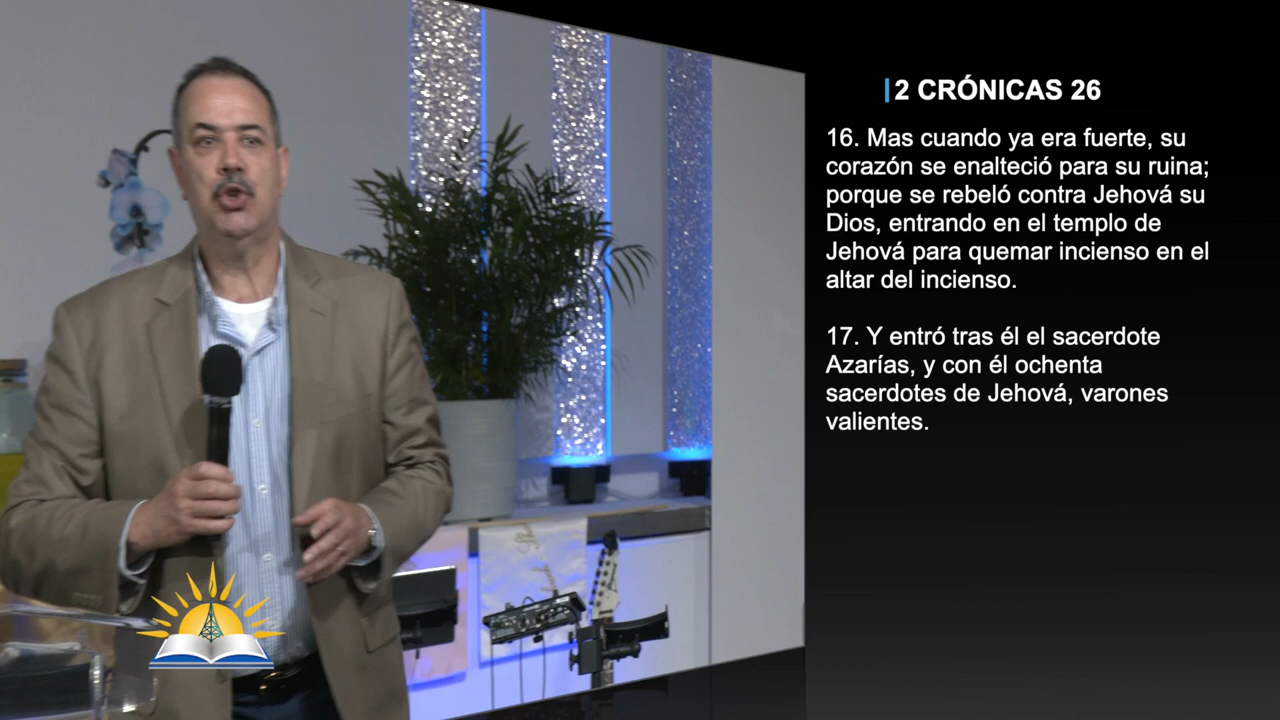 2 CRÓNICAS 26
16. Mas cuando ya era fuerte, su
corazón se enalteció para su ruina;
porque se rebeló contra Jehová su
Dios, entrando en el templo de
Jehová para quemar incienso en el
altar del incienso.
17. Y entró tras él el sacerdote
Azarías, y con él ochenta
sacerdotes de Jehová, varones
valientes.